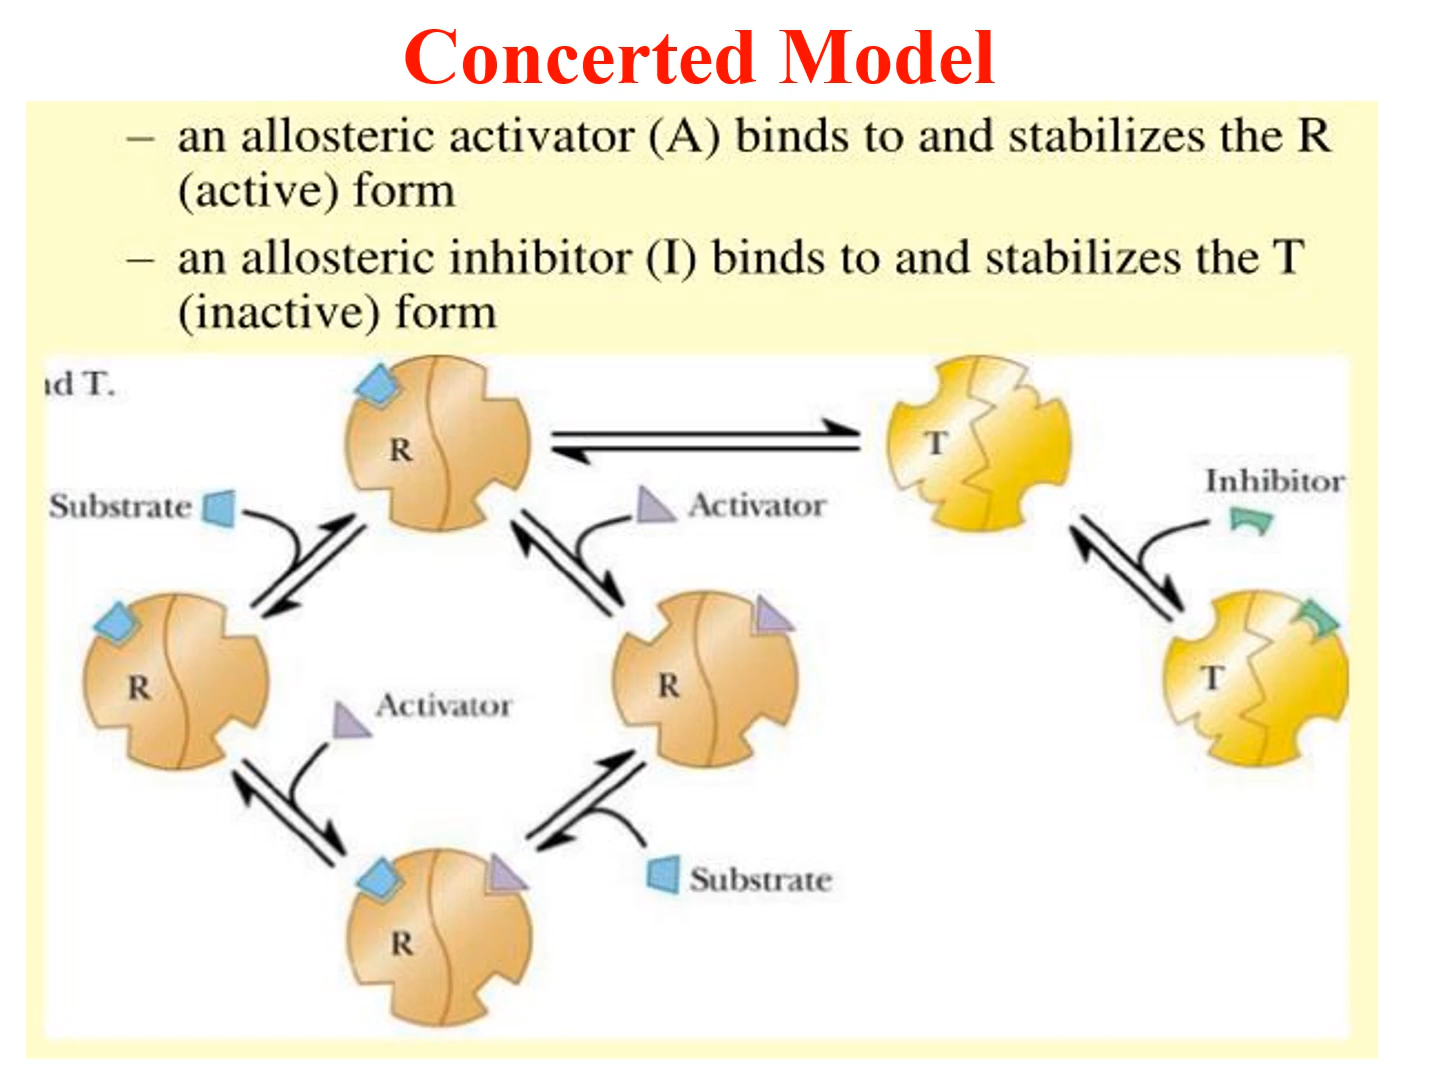 Concerted Model
– an allosteric activator (A) binds to and stabilizes the R
(active) form
– an allosteric inhibitor (I) binds to and stabilizes the T
(inactive) form
T.
R
T
Inhibitor
Substrate
Activator
R
R
T
Activator
Substrate
R